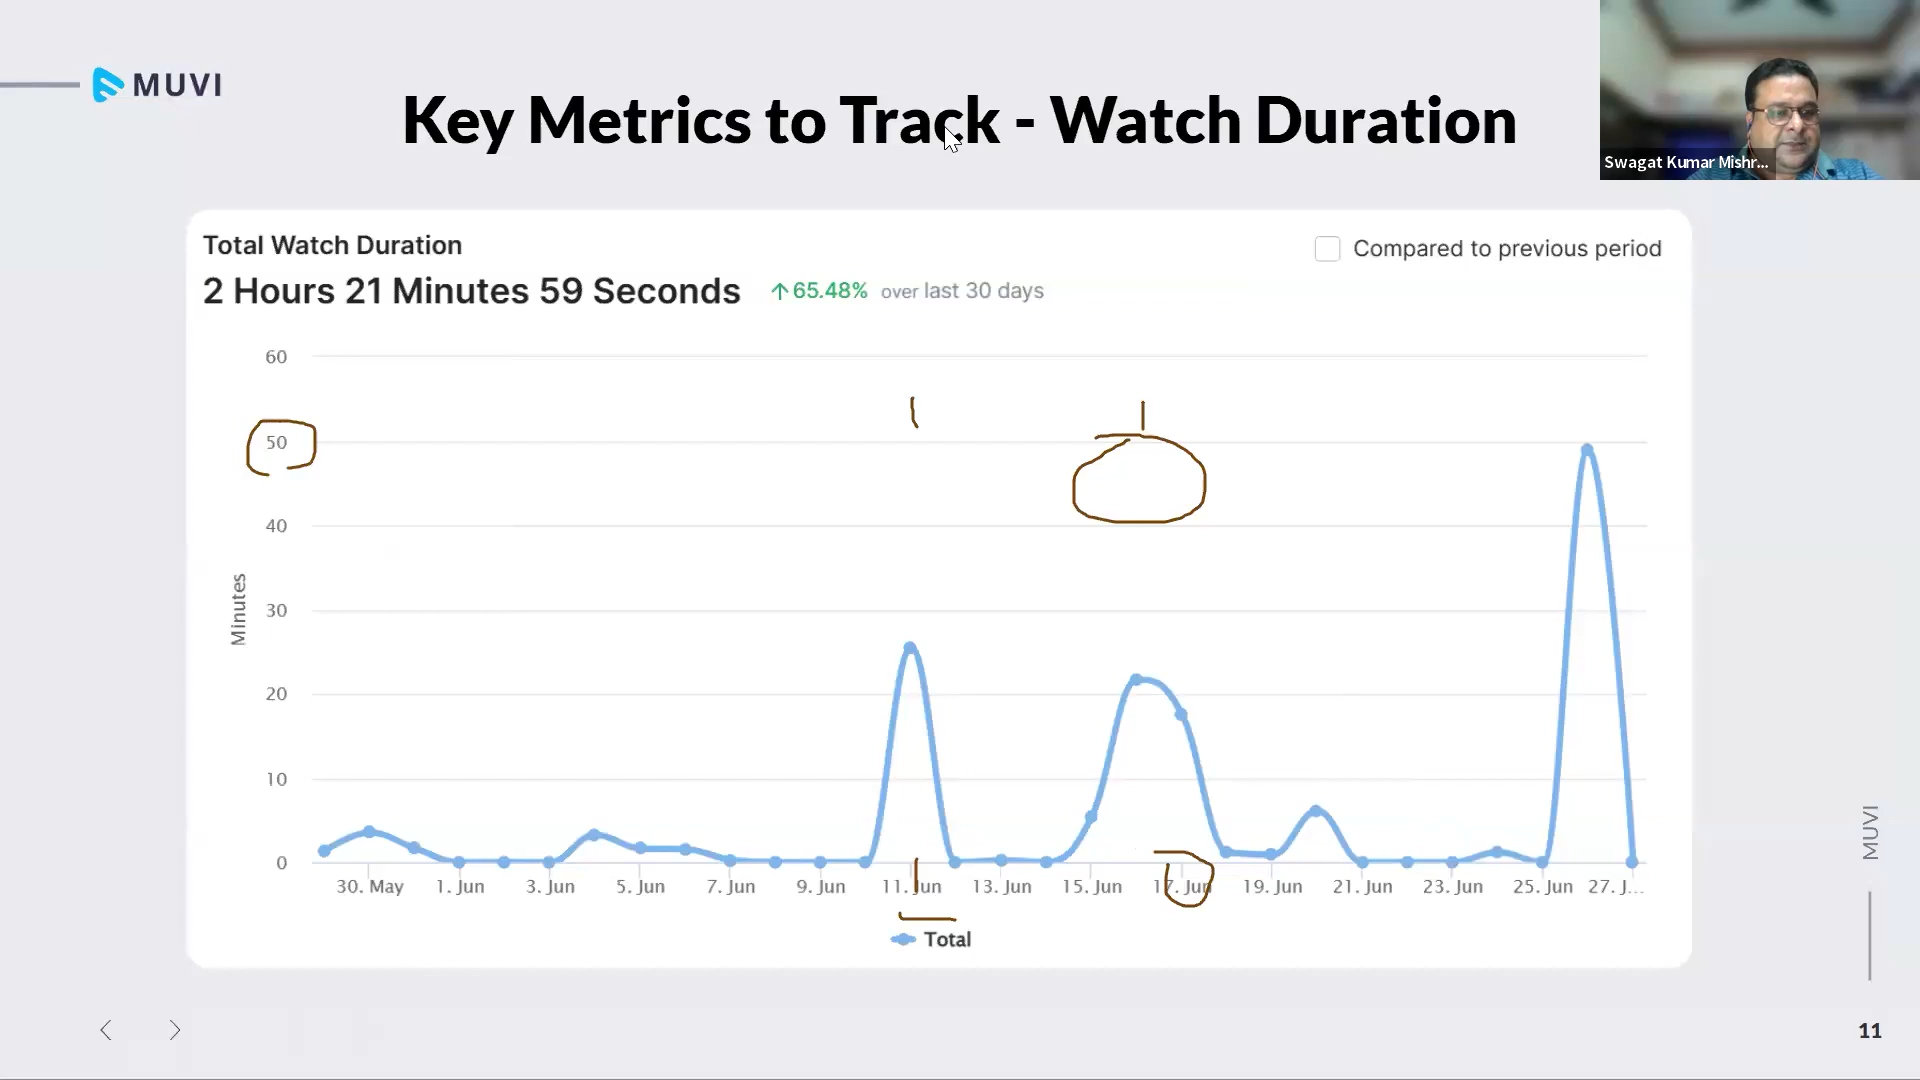 MUVI
Key Metrics to Track - Watch Duration
Swagat Kumar Mishr...
Total Watch Duration
Compared to previous period
2 Hours 21 Minutes 59 Seconds ↑65.48% over last 30 days
60
50
40
30
20
10
0
Minutes
30. May 1. Jun 3. Jun 5. Jun 7. Jun 9. Jun 11. Jun 13. Jun 15. Jun 17. Jun 19. Jun 21. Jun 23. Jun 25. Jun 27. J...
Total
MUVI
11